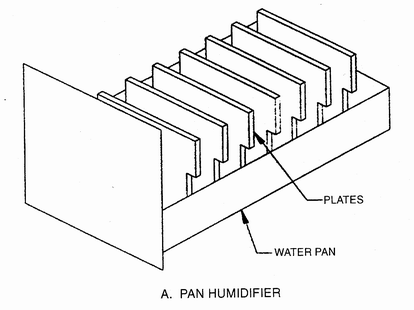 PLATES
WATER PAN
A. PAN HUMIDIFIER